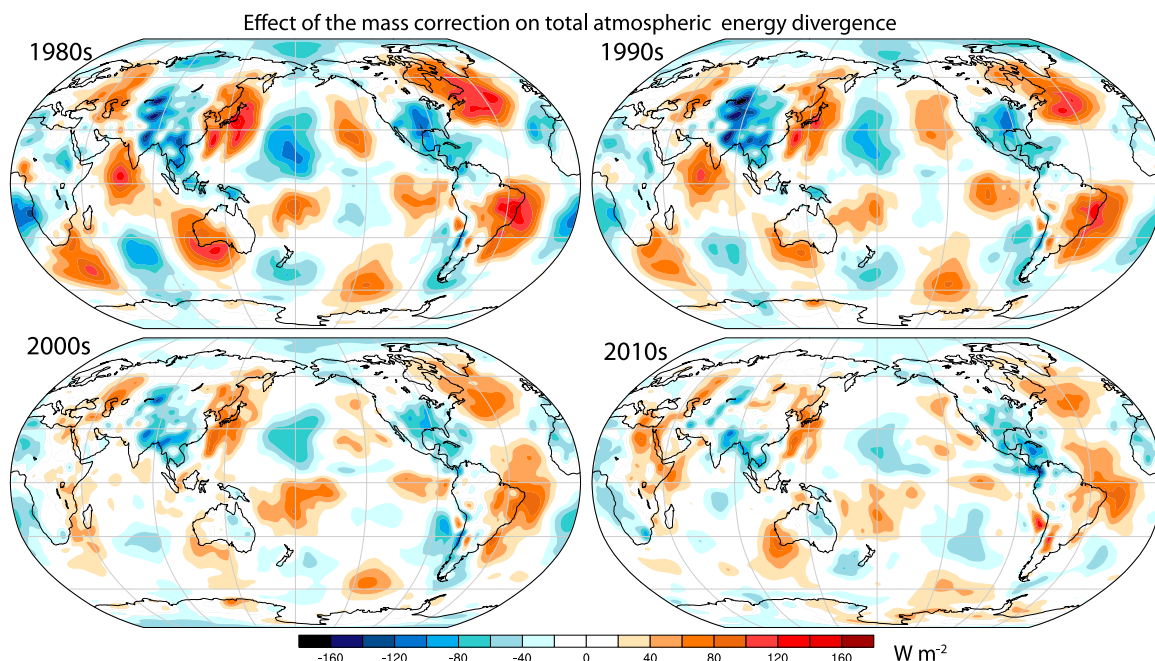 Effect of the mass correction on total atmospheric energy divergence
1980s
1990s
2000s
2010s
-160 -120 -80 -40 0 40 80 120 160 W m-2